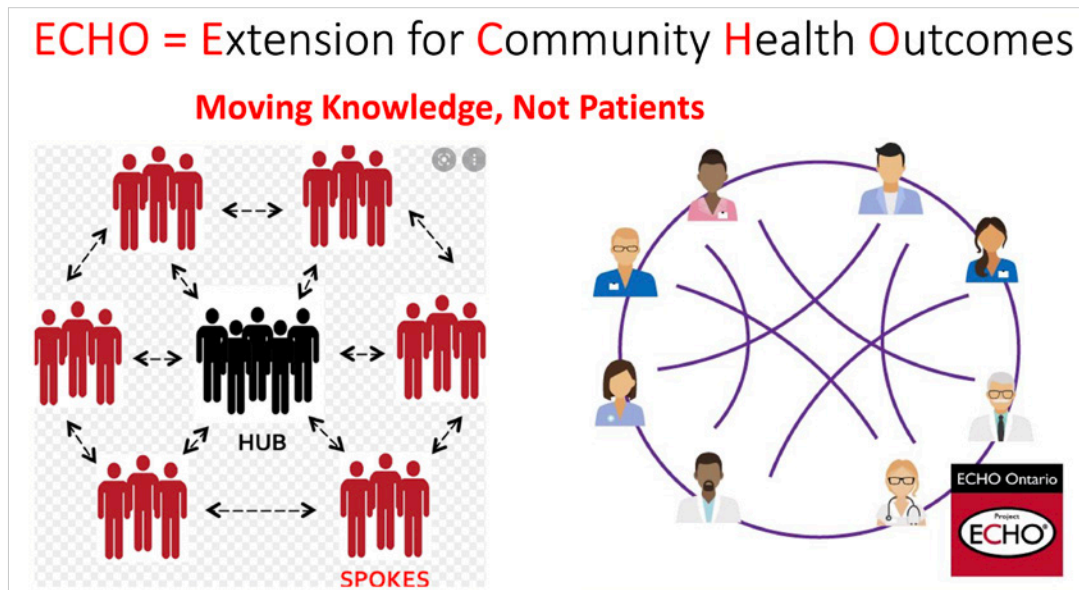 ECHO = Extension for Community Health Outcomes
Moving Knowledge, Not Patients
HUB
SPOKES
ECHO Ontario
Project
ECHO®